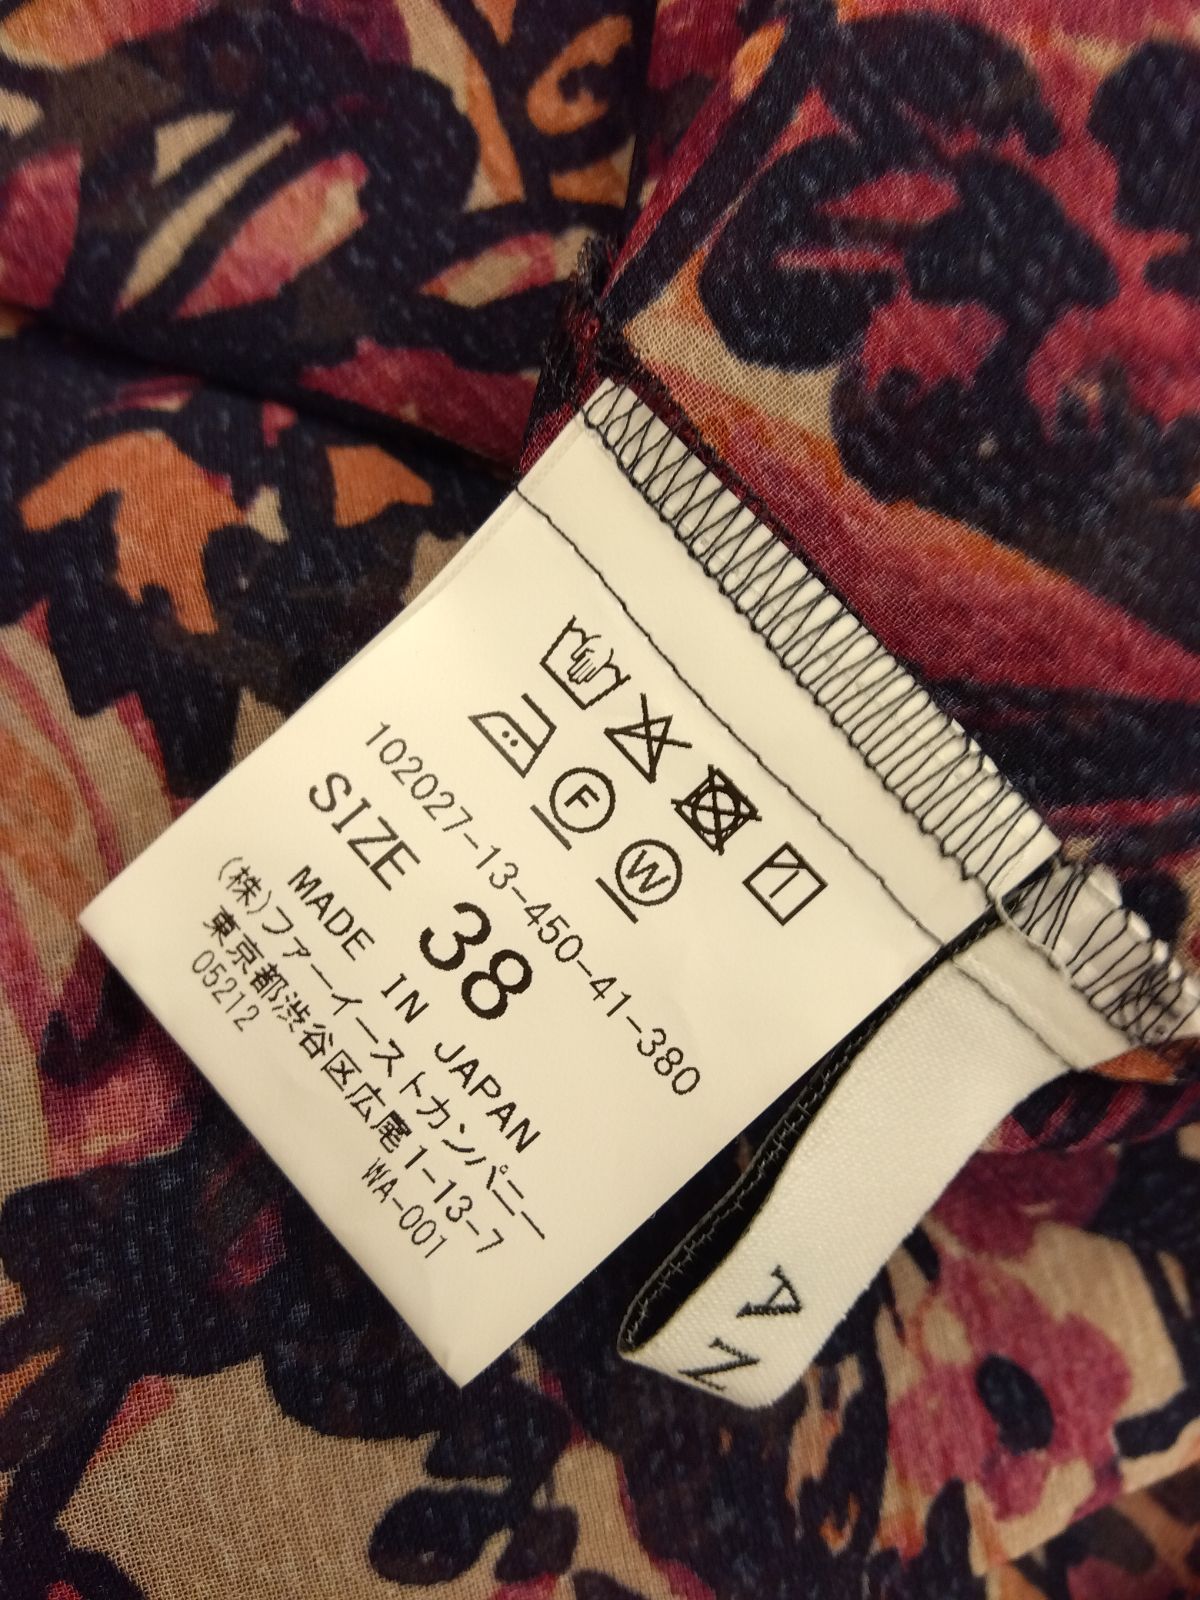 F
W
102027-13-450-41-380
SIZE 38
MADE IN JAPAN
(株)ファーイーストカンパニー
東京都渋谷区広尾1-13-7
05212 WA-001
A N